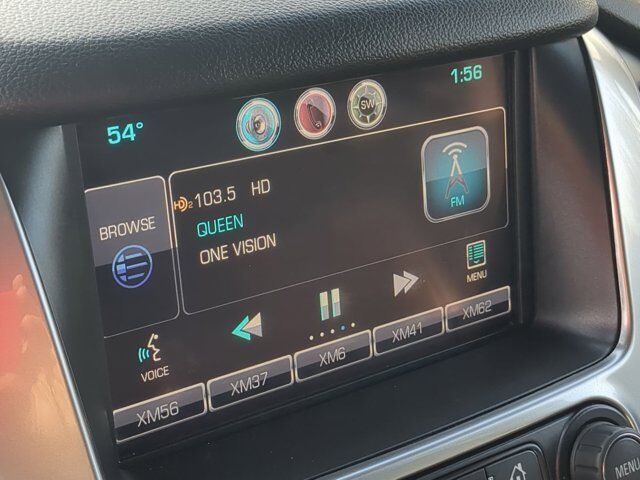 54°
SW
1:56
BROWSE
HD2 103.5 HD
QUEEN
ONE VISION
FM
MENU
VOICE
XM56
XM37
XM6
XM41
XM62
MENU